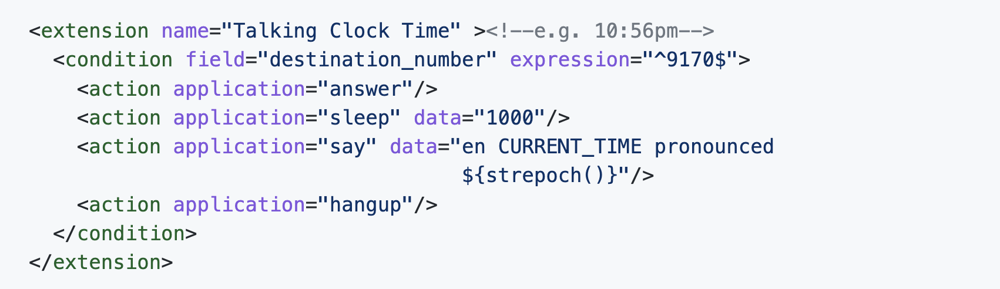 <extension name="Talking Clock Time" ><!--e.g. 10:56pm-->
  <condition field="destination_number" expression="^9170$">
    <action application="answer"/>
    <action application="sleep" data="1000"/>
    <action application="say" data="en CURRENT_TIME pronounced
                                    ${strepoch()}"/>
    <action application="hangup"/>
  </condition>
</extension>